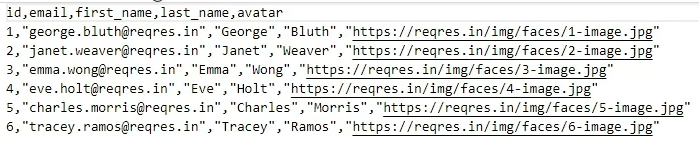 id,email,first_name,last_name,avatar
1,"george.bluth@reqres.in","George","Bluth","https://reqres.in/img/faces/1-image.jpg"
2,"janet.weaver@reqres.in","Janet","Weaver","https://reqres.in/img/faces/2-image.jpg"
3,"emma.wong@reqres.in","Emma","Wong","https://reqres.in/img/faces/3-image.jpg"
4,"eve.holt@reqres.in","Eve","Holt","https://reqres.in/img/faces/4-image.jpg"
5,"charles.morris@reqres.in","Charles","Morris","https://reqres.in/img/faces/5-image.jpg"
6,"tracey.ramos@reqres.in","Tracey","Ramos","https://reqres.in/img/faces/6-image.jpg"